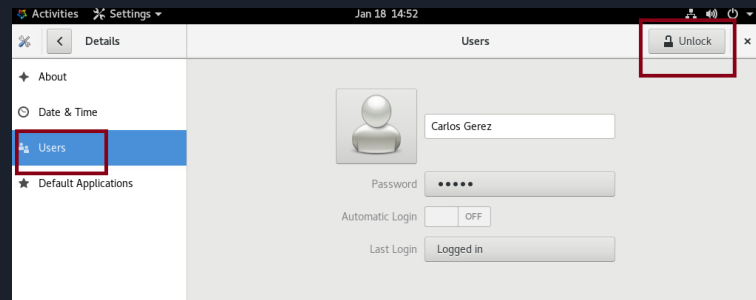 Activities Settings Jan 18 14:52
Details Users Unlock
About
Date & Time
Users
Default Applications
Carlos Gerez
Password •••••
Automatic Login OFF
Last Login Logged in